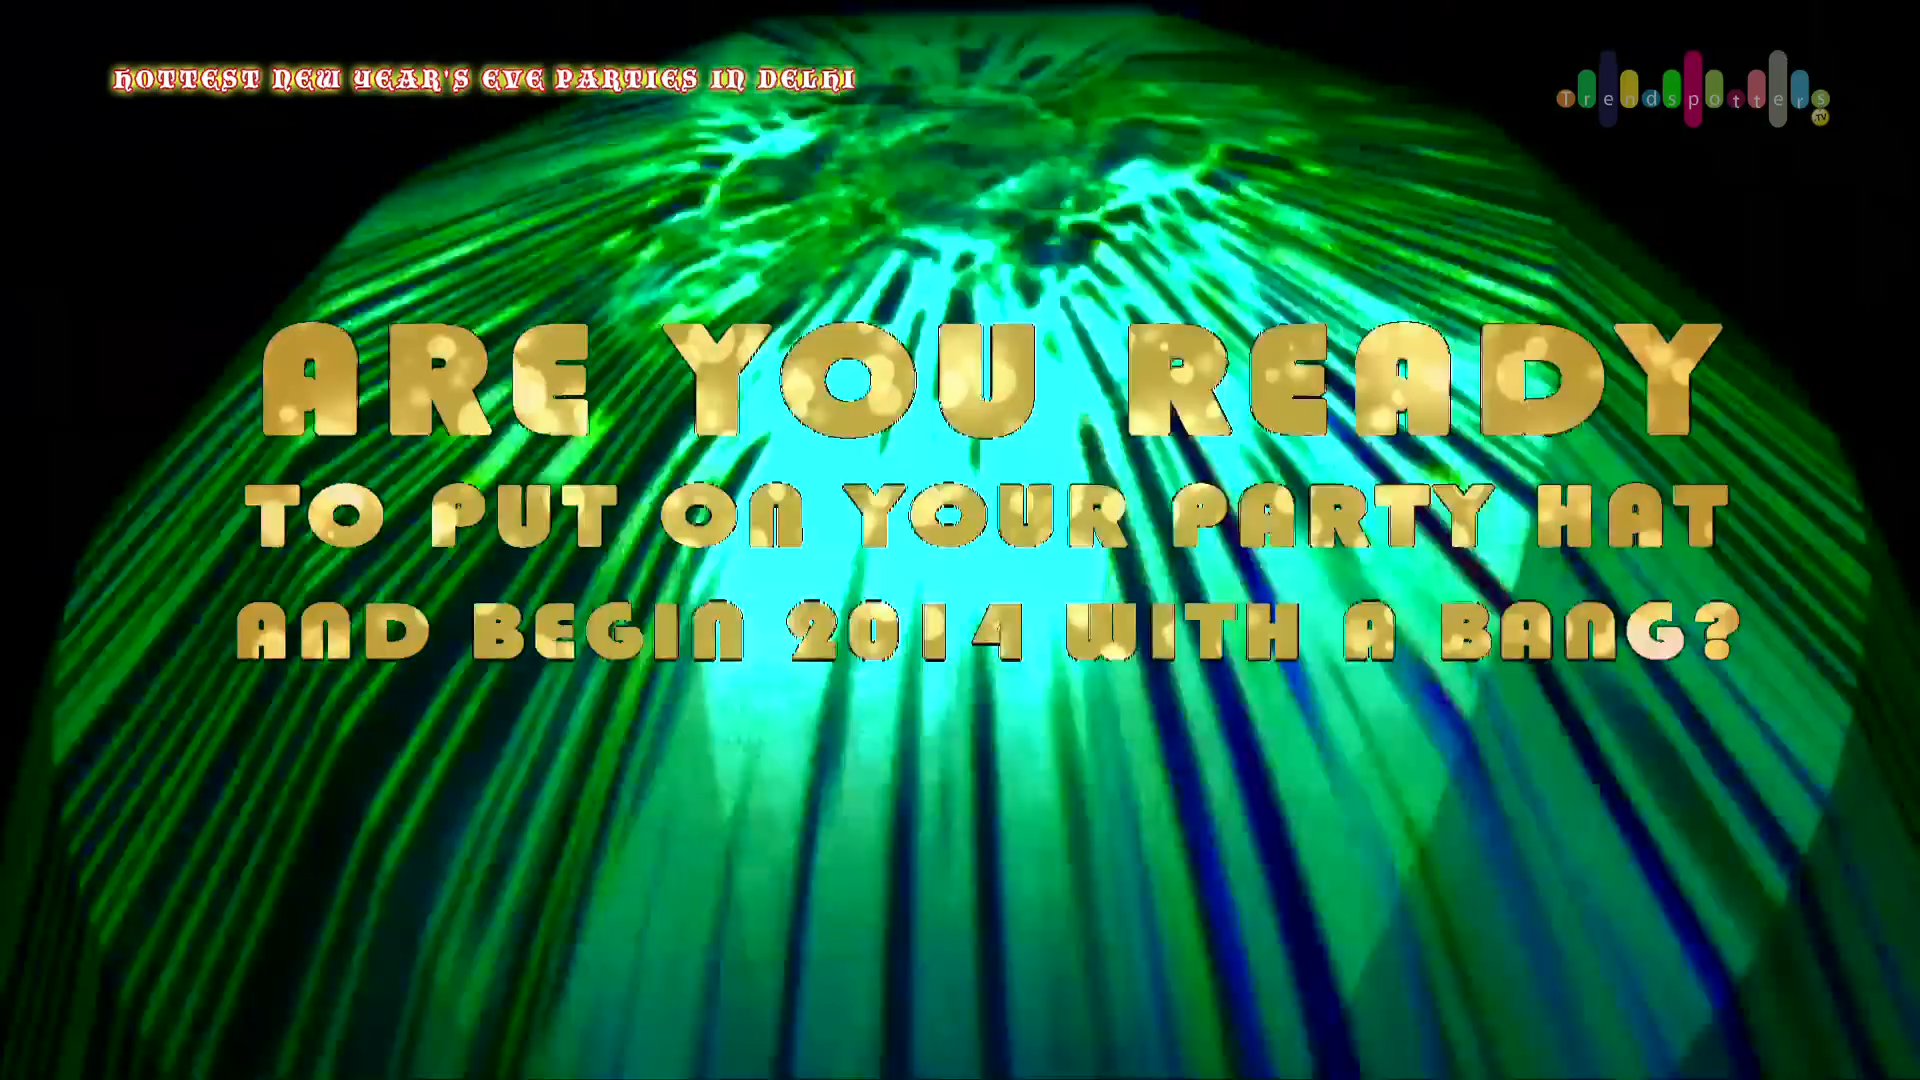 HOTTEST NEW YEAR'S EVE PARTIES IN DELHI
Trendspotters
.TV
ARE YOU READY
TO PUT ON YOUR PARTY HAT
AND BEGIN 2014 WITH A BANG?